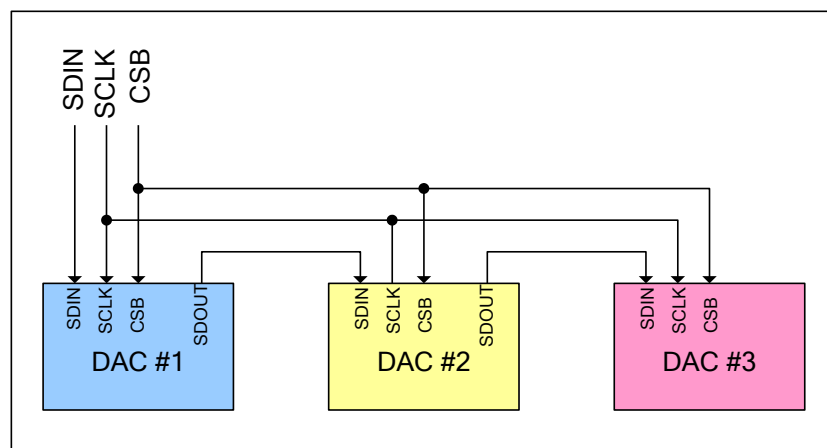 SDIN
SCLK
CSB
SDIN
SCLK
CSB
SDOUT
DAC #1
SDIN
SCLK
CSB
SDOUT
DAC #2
SDIN
SCLK
CSB
DAC #3